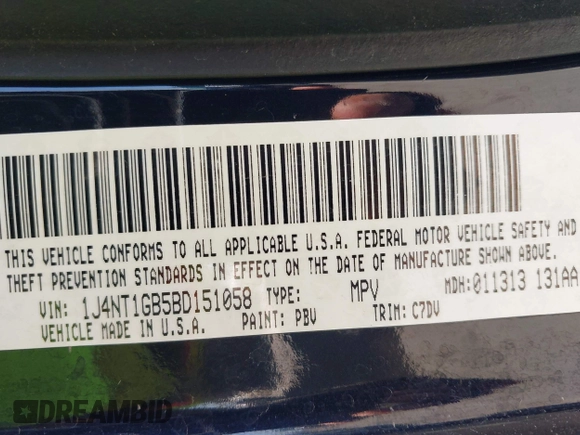 THIS VEHICLE CONFORMS TO ALL APPLICABLE U.S.A. FEDERAL MOTOR VEHICLE SAFETY AND
THEFT PREVENTION STANDARDS IN EFFECT ON THE DATE OF MANUFACTURE SHOWN ABOVE.
VIN: 1J4NT1GB5BD151058 TYPE: MPV MDH:011313 131AA
VEHICLE MADE IN U.S.A. PAINT: PBV TRIM: C7DV
DREAMBID